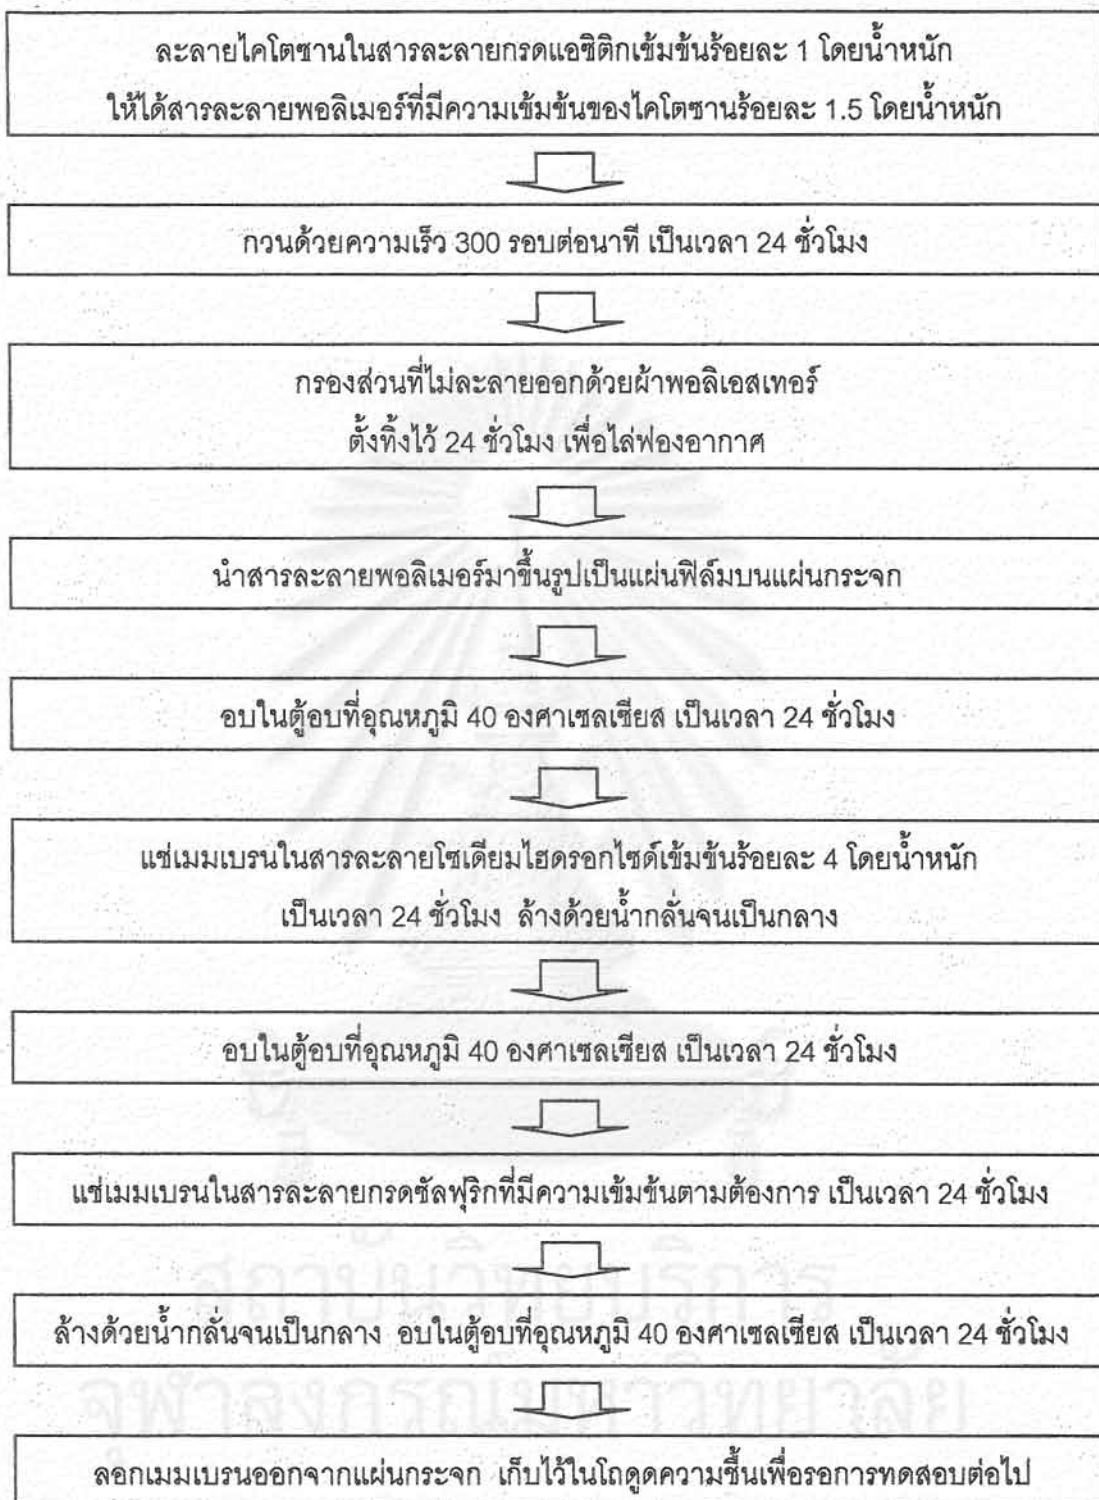 ละลายไคโตซานในสารละลายกรดแอซิติกเข้มข้นร้อยละ 1 โดยน้ำหนัก
ให้ได้สารละลายพอลิเมอร์ที่มีความเข้มข้นของไคโตซานร้อยละ 1.5 โดยน้ำหนัก
กวนด้วยความเร็ว 300 รอบต่อนาที เป็นเวลา 24 ชั่วโมง
กรองส่วนที่ไม่ละลายออกด้วยผ้าพอลิเอสเทอร์
ตั้งทิ้งไว้ 24 ชั่วโมง เพื่อไล่ฟองอากาศ
นำสารละลายพอลิเมอร์มาขึ้นรูปเป็นแผ่นฟิล์มบนแผ่นกระจก
อบในตู้อบที่อุณหภูมิ 40 องศาเซลเซียส เป็นเวลา 24 ชั่วโมง
แช่เมมเบรนในสารละลายโซเดียมไฮดรอกไซด์เข้มข้นร้อยละ 4 โดยน้ำหนัก
เป็นเวลา 24 ชั่วโมง ล้างด้วยน้ำกลั่นจนเป็นกลาง
อบในตู้อบที่อุณหภูมิ 40 องศาเซลเซียส เป็นเวลา 24 ชั่วโมง
แช่เมมเบรนในสารละลายกรดซัลฟุริกที่มีความเข้มข้นตามต้องการ เป็นเวลา 24 ชั่วโมง
สถาบันวิทยบริการ
ล้างด้วยน้ำกลั่นจนเป็นกลาง อบในตู้อบที่อุณหภูมิ 40 องศาเซลเซียส เป็นเวลา 24 ชั่วโมง
จุฬาลงกรณ์มหาวิทยาลัย
ลอกเมมเบรนออกจากแผ่นกระจก เก็บไว้ในโถดูดความชื้นเพื่อรอการทดสอบต่อไป